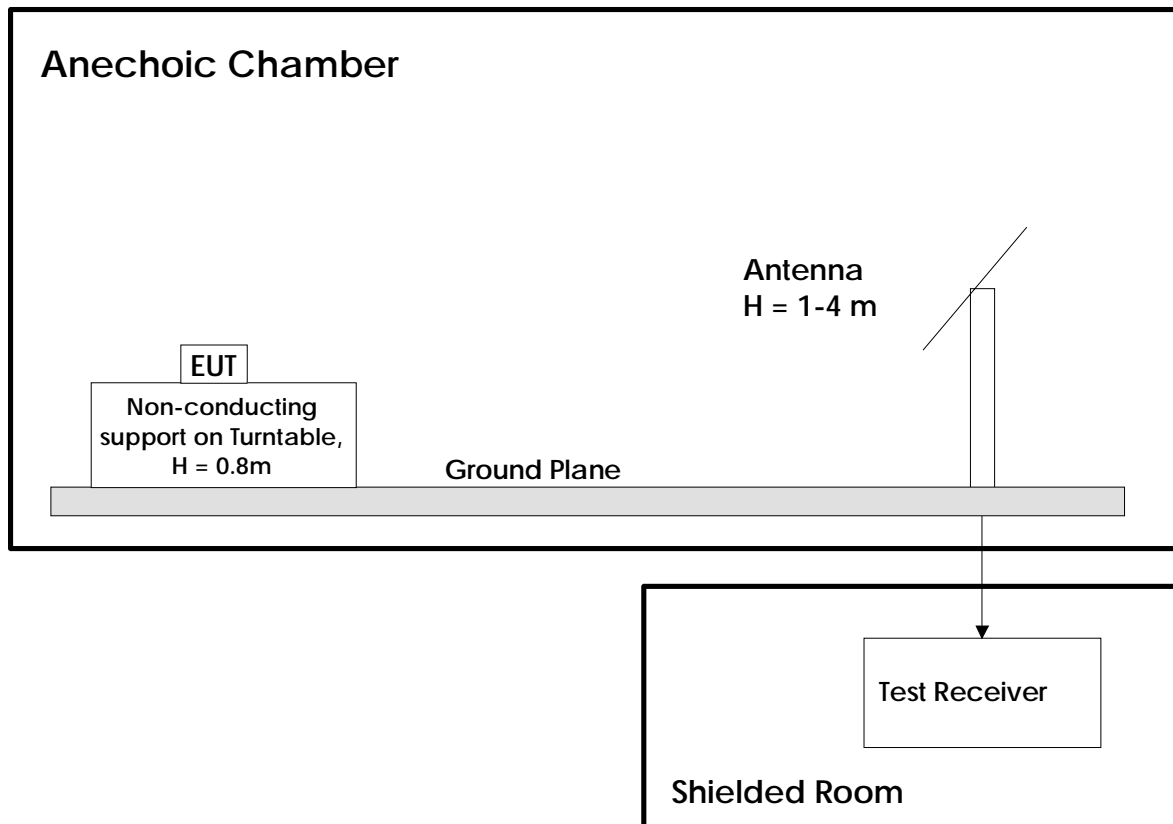 Anechoic Chamber
Antenna
H = 1-4 m
EUT
Non-conducting
support on Turntable,
H = 0.8m
Ground Plane
Test Receiver
Shielded Room